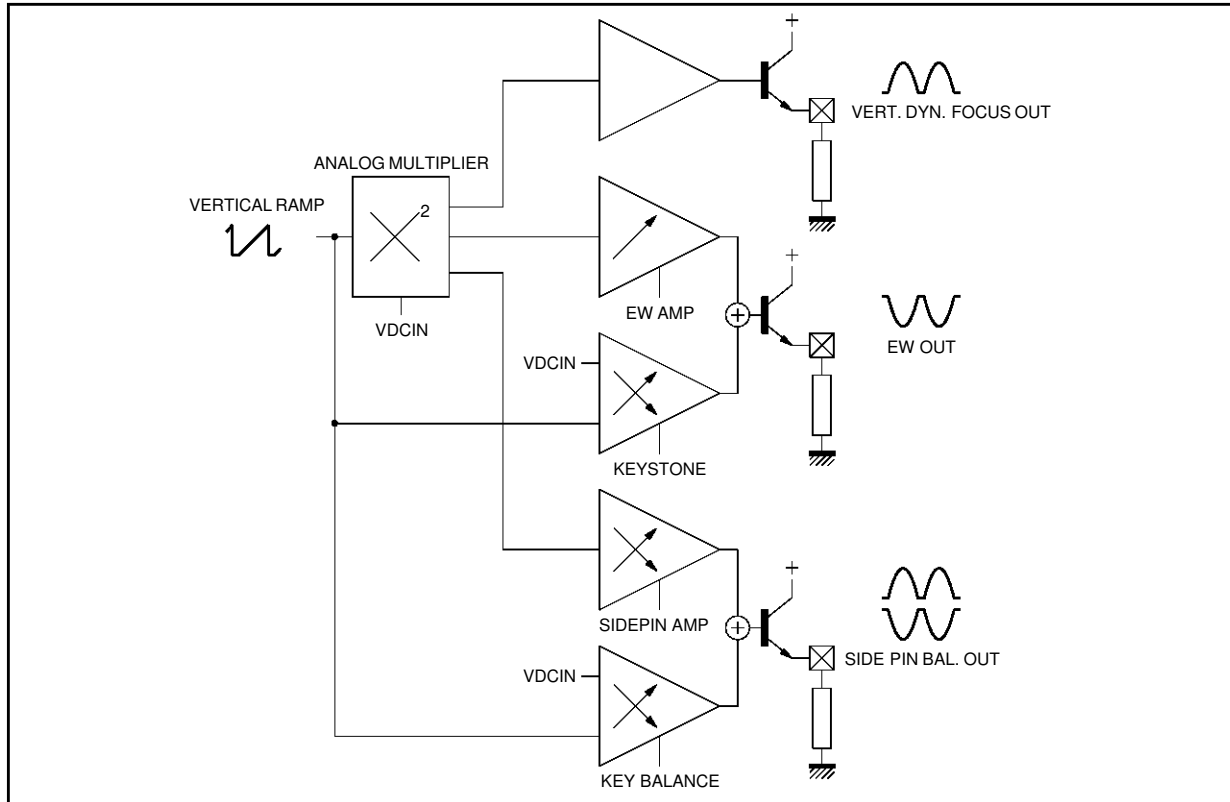 +
VERT. DYN. FOCUS OUT
ANALOG MULTIPLIER
VERTICAL RAMP
2
VDCIN
EW AMP
+
+
EW OUT
VDCIN
KEYSTONE
SIDEPIN AMP
+
+
SIDE PIN BAL. OUT
VDCIN
KEY BALANCE